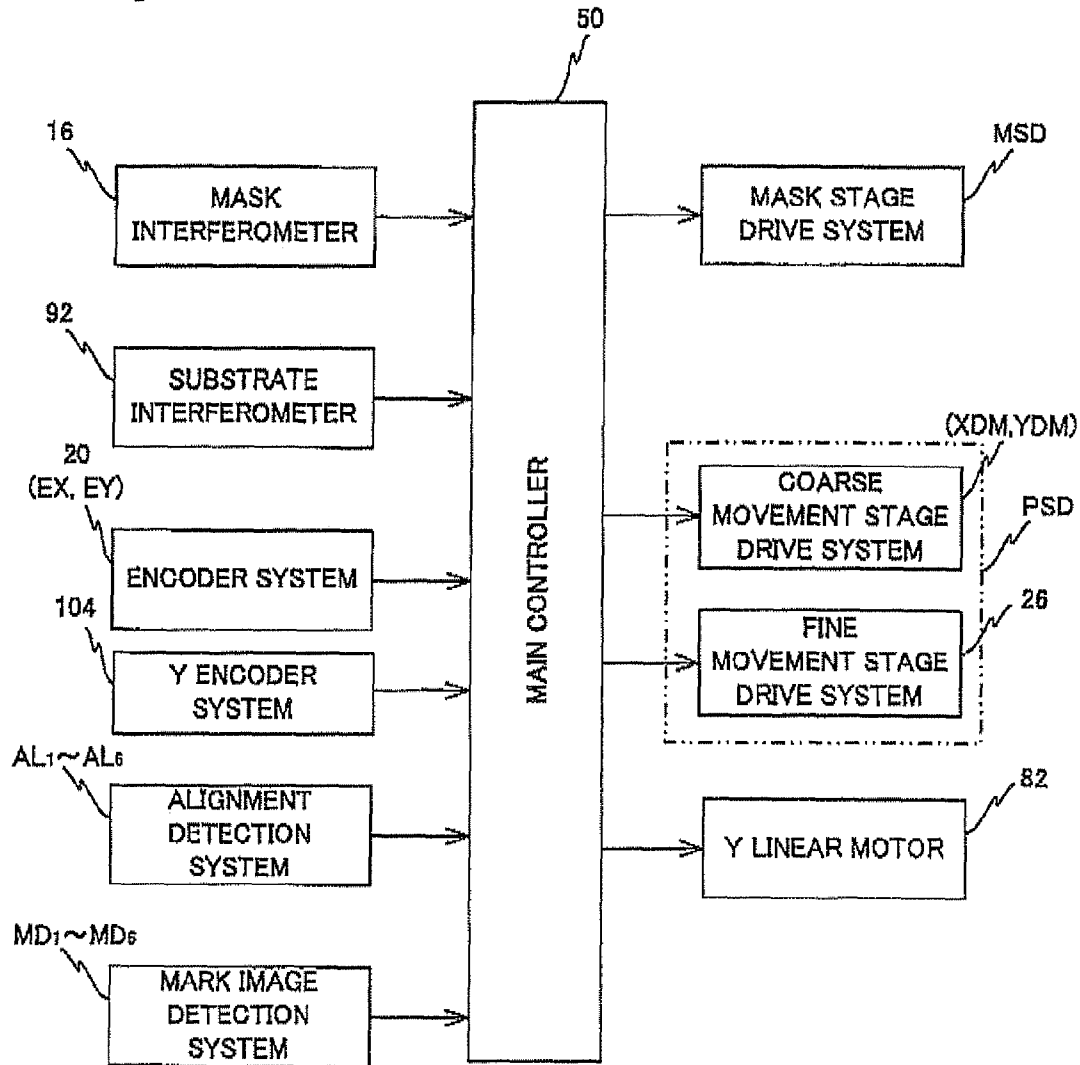 50
16
MASK
INTERFEROMETER
MSD
MASK STAGE
DRIVE SYSTEM
92
SUBSTRATE
INTERFEROMETER
20
(EX, EY)
ENCODER SYSTEM
104
Y ENCODER
SYSTEM
AL1~AL6
ALIGNMENT
DETECTION
SYSTEM
MD1~MD6
MARK IMAGE
DETECTION
SYSTEM
MAIN CONTROLLER
(XDM,YDM)
COARSE
MOVEMENT STAGE
DRIVE SYSTEM
PSD
26
FINE
MOVEMENT STAGE
DRIVE SYSTEM
82
Y LINEAR MOTOR